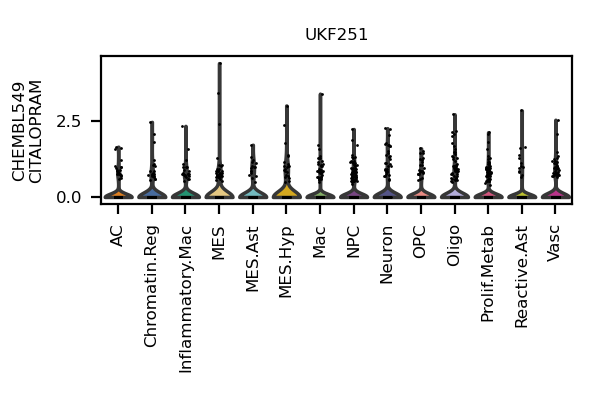 UKF251
CHEMBL549
CITALOPRAM
2.5
0.0
AC
Chromatin.Reg
Inflammatory.Mac
MES
MES.Ast
MES.Hyp
Mac
NPC
Neuron
OPC
Oligo
Prolif.Metab
Reactive.Ast
Vasc